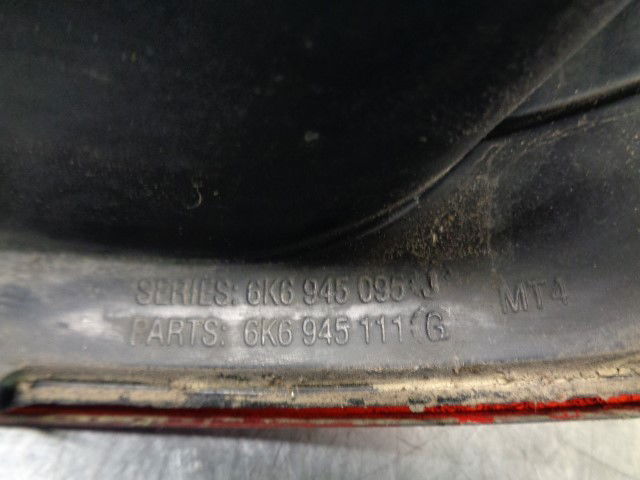 SERIES: 6K6 945 095 J
PARTS: 6K6 945 111 G
MT4